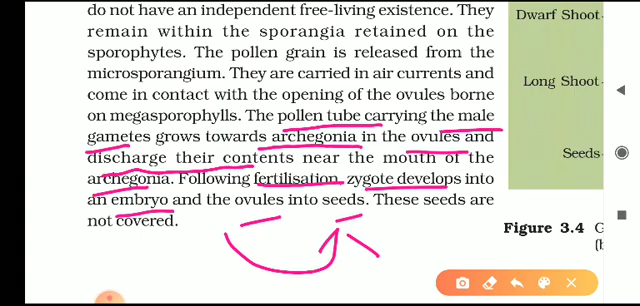 do not have an independent free-living existence. They
remain within the sporangia retained on the
sporophytes. The pollen grain is released from the
microsporangium. They are carried in air currents and
come in contact with the opening of the ovules borne
on megasporophylls. The pollen tube carrying the male
gametes grows towards archegonia in the ovules and
discharge their contents near the mouth of the
archegonia. Following fertilisation, zygote develops into
an embryo and the ovules into seeds. These seeds are
not covered.
Dwarf Shoot
Long Shoot
Seeds
Figure 3.4